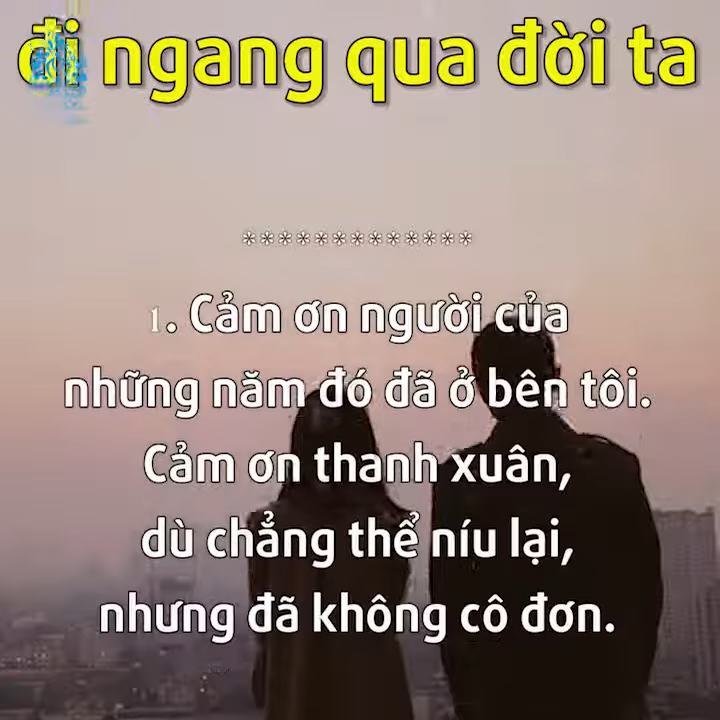 đi ngang qua đời ta
*************
1. Cảm ơn người của
những năm đó đã ở bên tôi.
Cảm ơn thanh xuân,
dù chẳng thể níu lại,
nhưng đã không cô đơn.